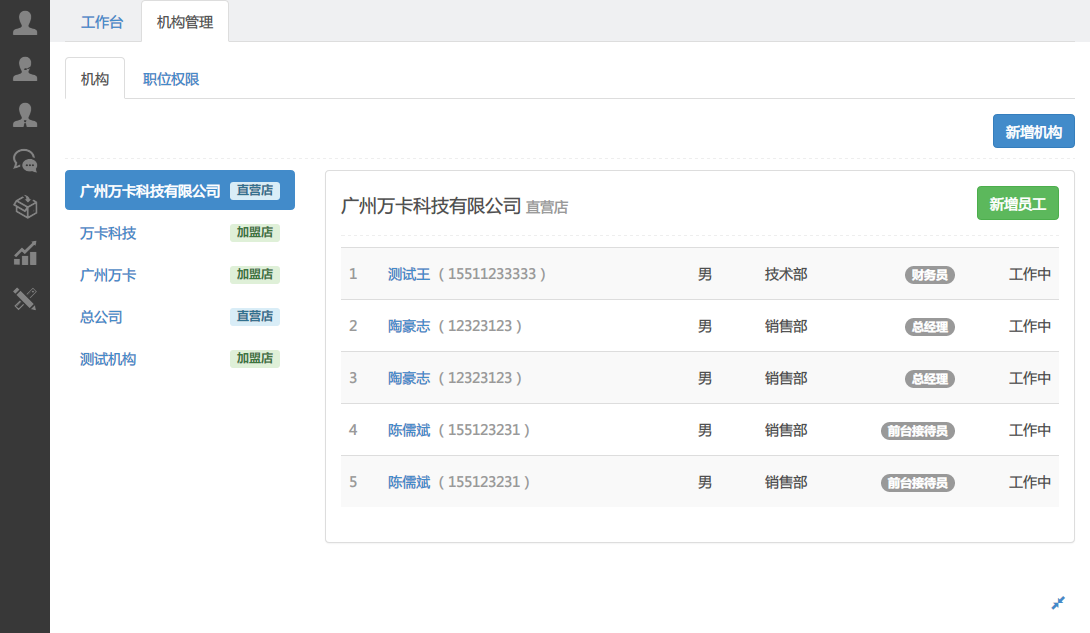 工作台 机构管理
机构 职位权限
新增机构
广州万卡科技有限公司 直营店
万卡科技 加盟店
广州万卡 加盟店
总公司 直营店
测试机构 加盟店
广州万卡科技有限公司 直营店
新增员工
1 测试王 ( 15511233333 ) 男 技术部 财务员 工作中
2 陶豪志 ( 12323123 ) 男 销售部 总经理 工作中
3 陶豪志 ( 12323123 ) 男 销售部 总经理 工作中
4 陈儒斌 ( 155123231 ) 男 销售部 前台接待员 工作中
5 陈儒斌 ( 155123231 ) 男 销售部 前台接待员 工作中